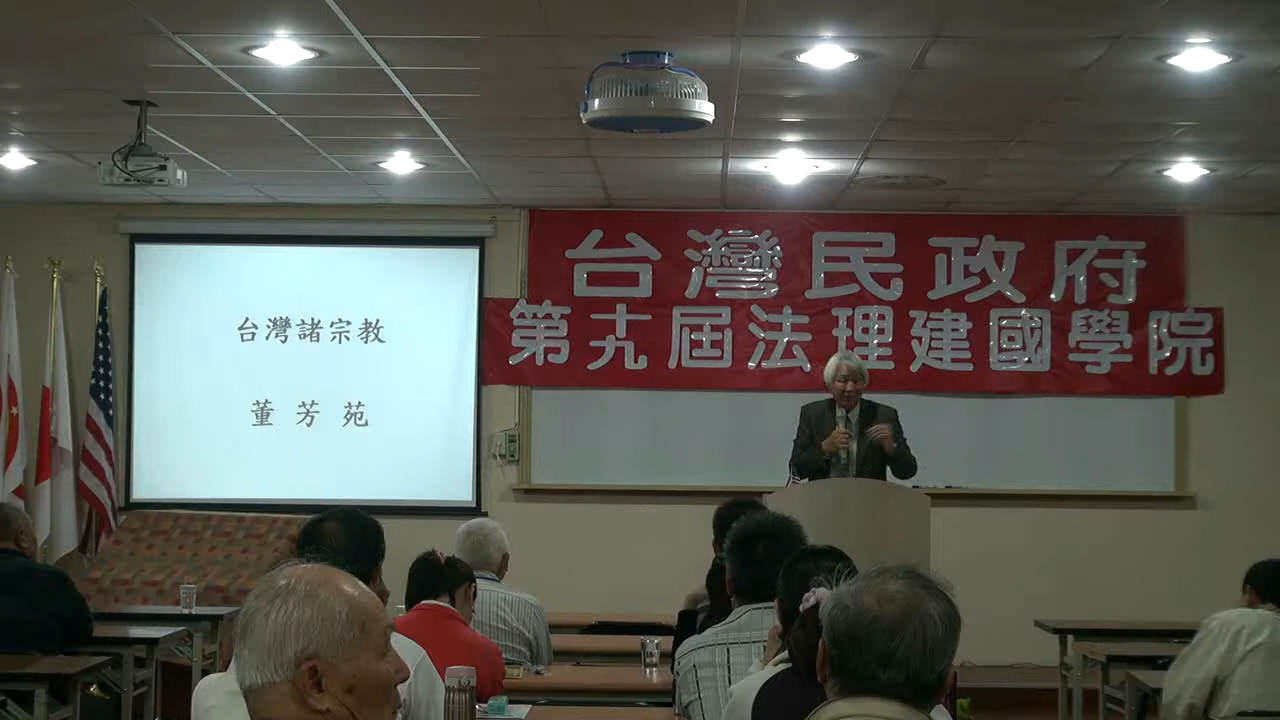 台灣諸宗教
董芳苑
台灣民政府
第九屆法理建國學院